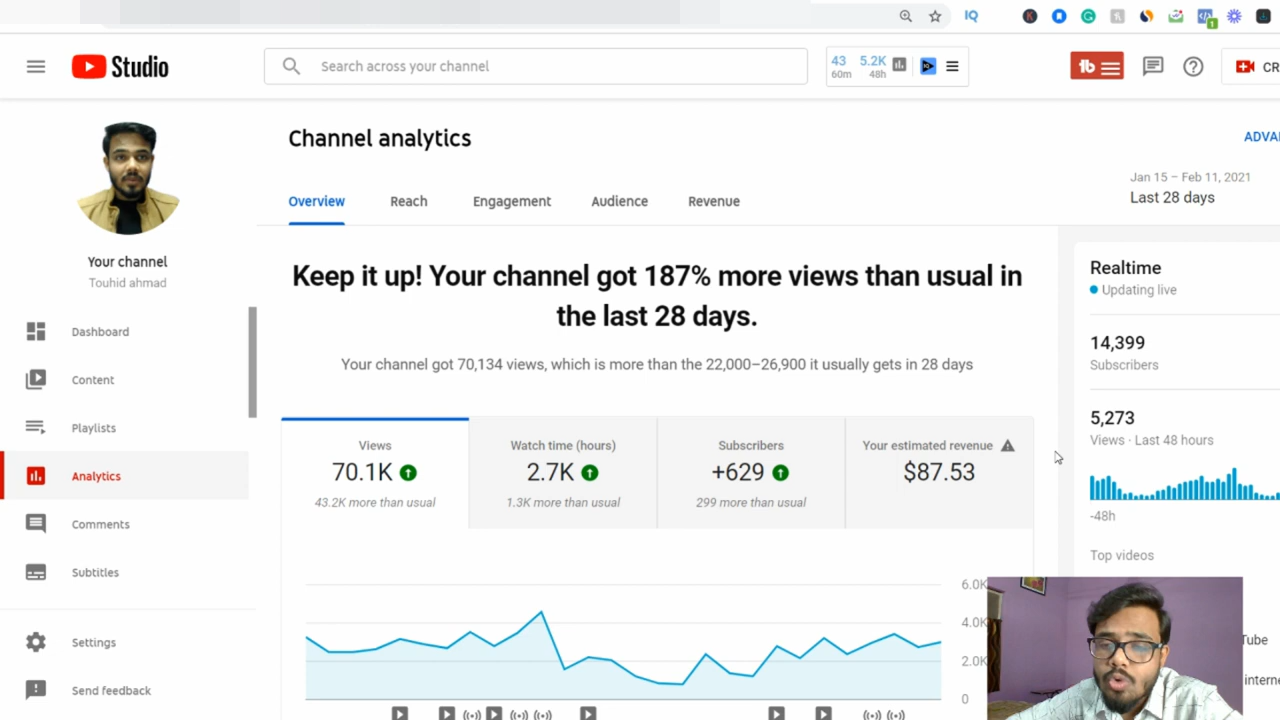 IQ
1
Studio
Search across your channel
43 5.2K
60m 48h
tb
CR
Channel analytics
ADVA
Jan 15 – Feb 11, 2021
Last 28 days
Overview Reach Engagement Audience Revenue
Your channel
Touhid ahmad
Dashboard
Content
Playlists
Analytics
Comments
Subtitles
Settings
Send feedback
Keep it up! Your channel got 187% more views than usual in
the last 28 days.
Your channel got 70,134 views, which is more than the 22,000–26,900 it usually gets in 28 days
Views
70.1K
43.2K more than usual
Watch time (hours)
2.7K
1.3K more than usual
Subscribers
+629
299 more than usual
Your estimated revenue
$87.53
6.0K
4.0K
2.0K
0
Realtime
Updating live
14,399
Subscribers
5,273
Views · Last 48 hours
-48h
Top videos
Tube
interne